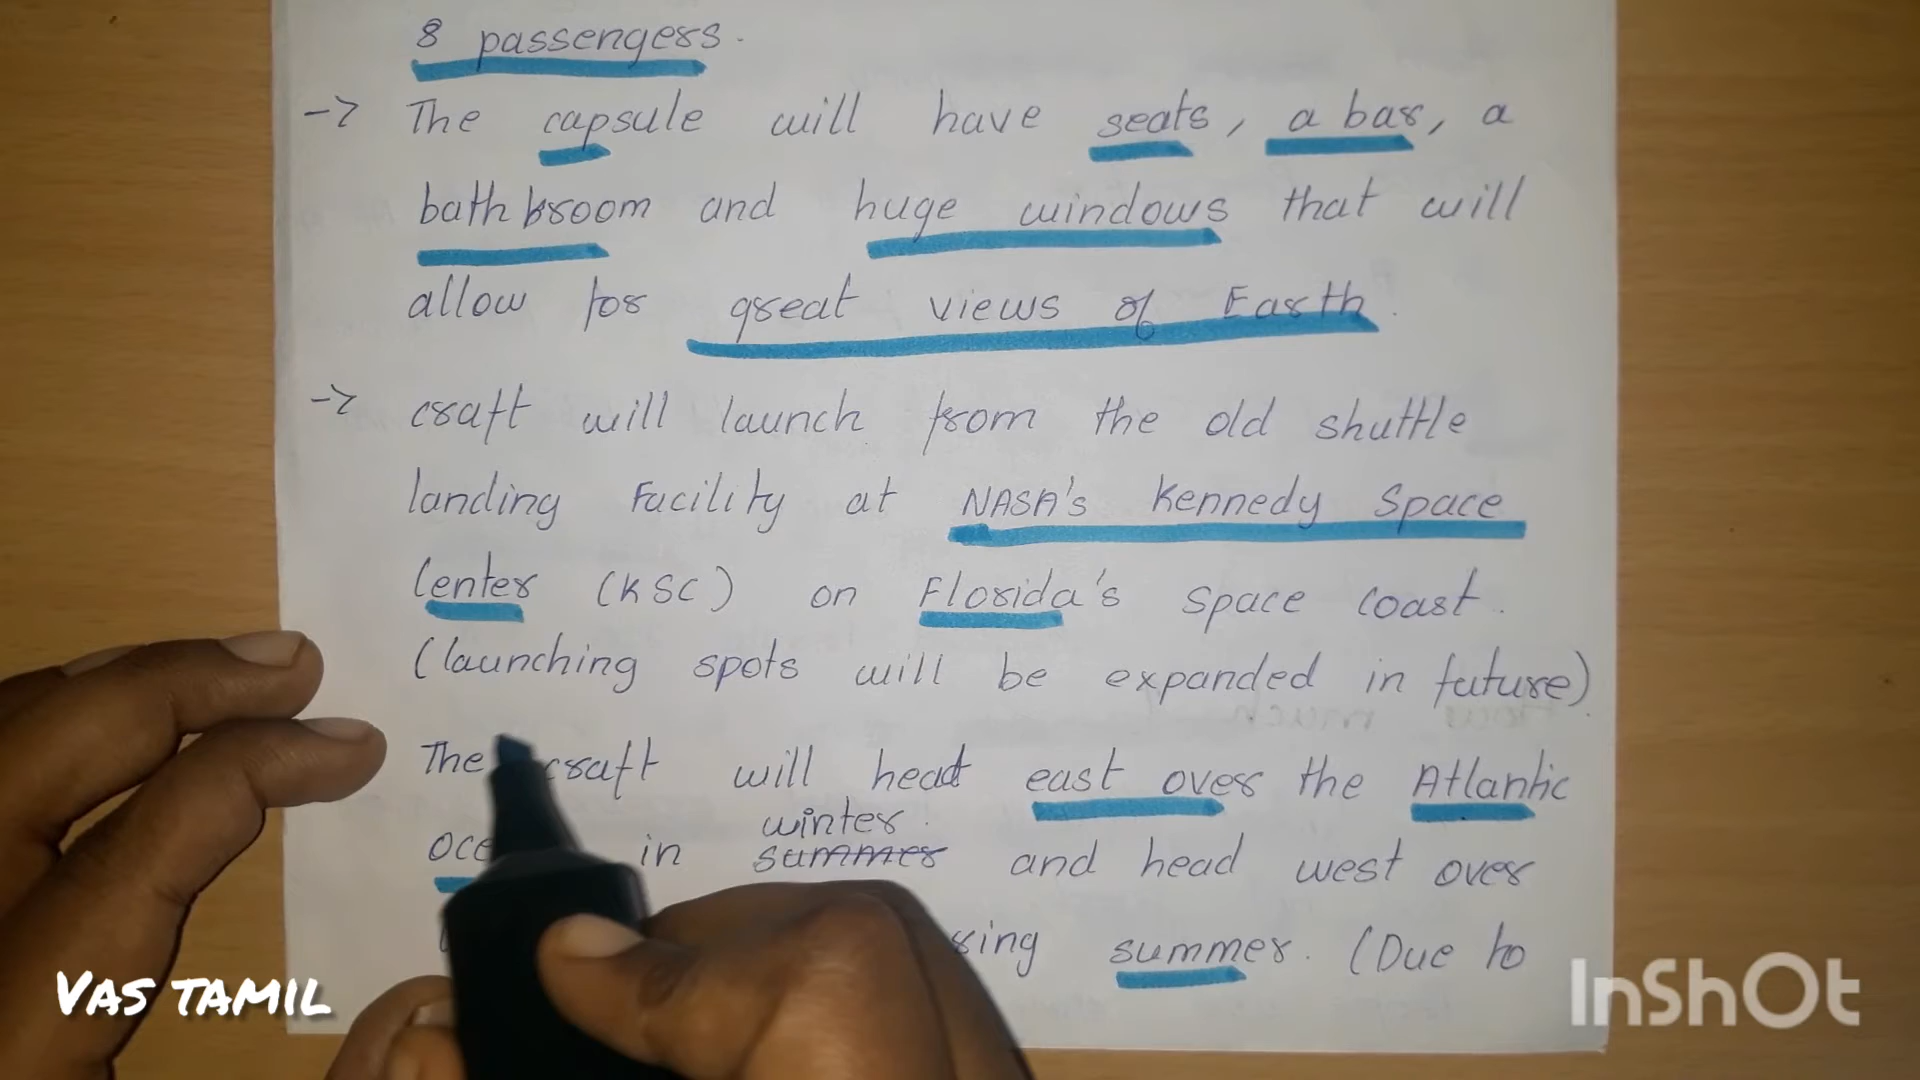 8 passengers.
-> The capsule will have seats, a bar, a
bathroom and huge windows that will
allow for great views of Earth.
-> craft will launch from the old shuttle
landing Facility at NASA's Kennedy Space
Center (KSC) on Florida's space coast.
(launching spots will be expanded in future)
The craft will head east over the Atlantic
winter.
in summer and head west over
summer. (Due to
VAS TAMIL
InShOt